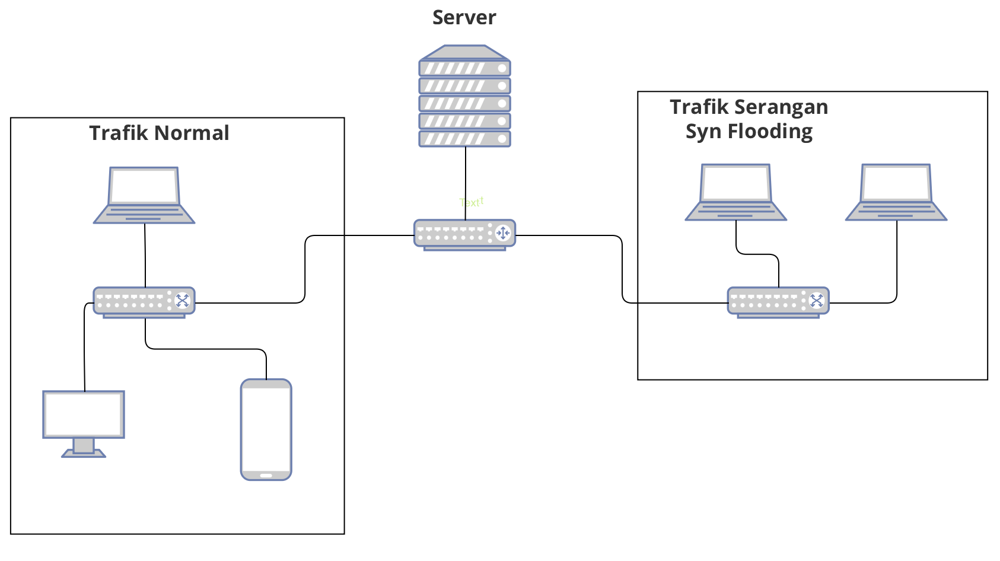 Server
Trafik Serangan
Syn Flooding
Trafik Normal
Text